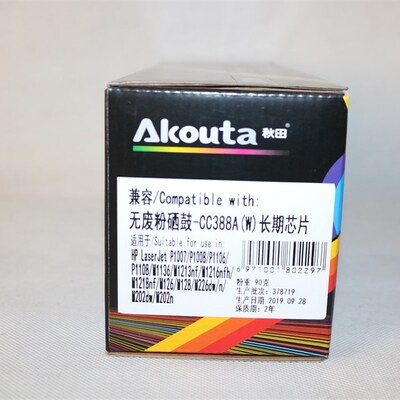 Akouta 秋田®
兼容/Compatible with:
无废粉硒鼓-CC388A(W)长期芯片
适用于/Suitable for use in:
HP LaserJet P1007/P1008/P1106/
P1108/M1136/M1213nf/M1216nfh/
M1218nf/M126/M128/M226dw/n/
M202dw/M202n
6971001802297
粉重 90克
生产批次: 378719
生产日期 2019 09 28
保质期: 2年